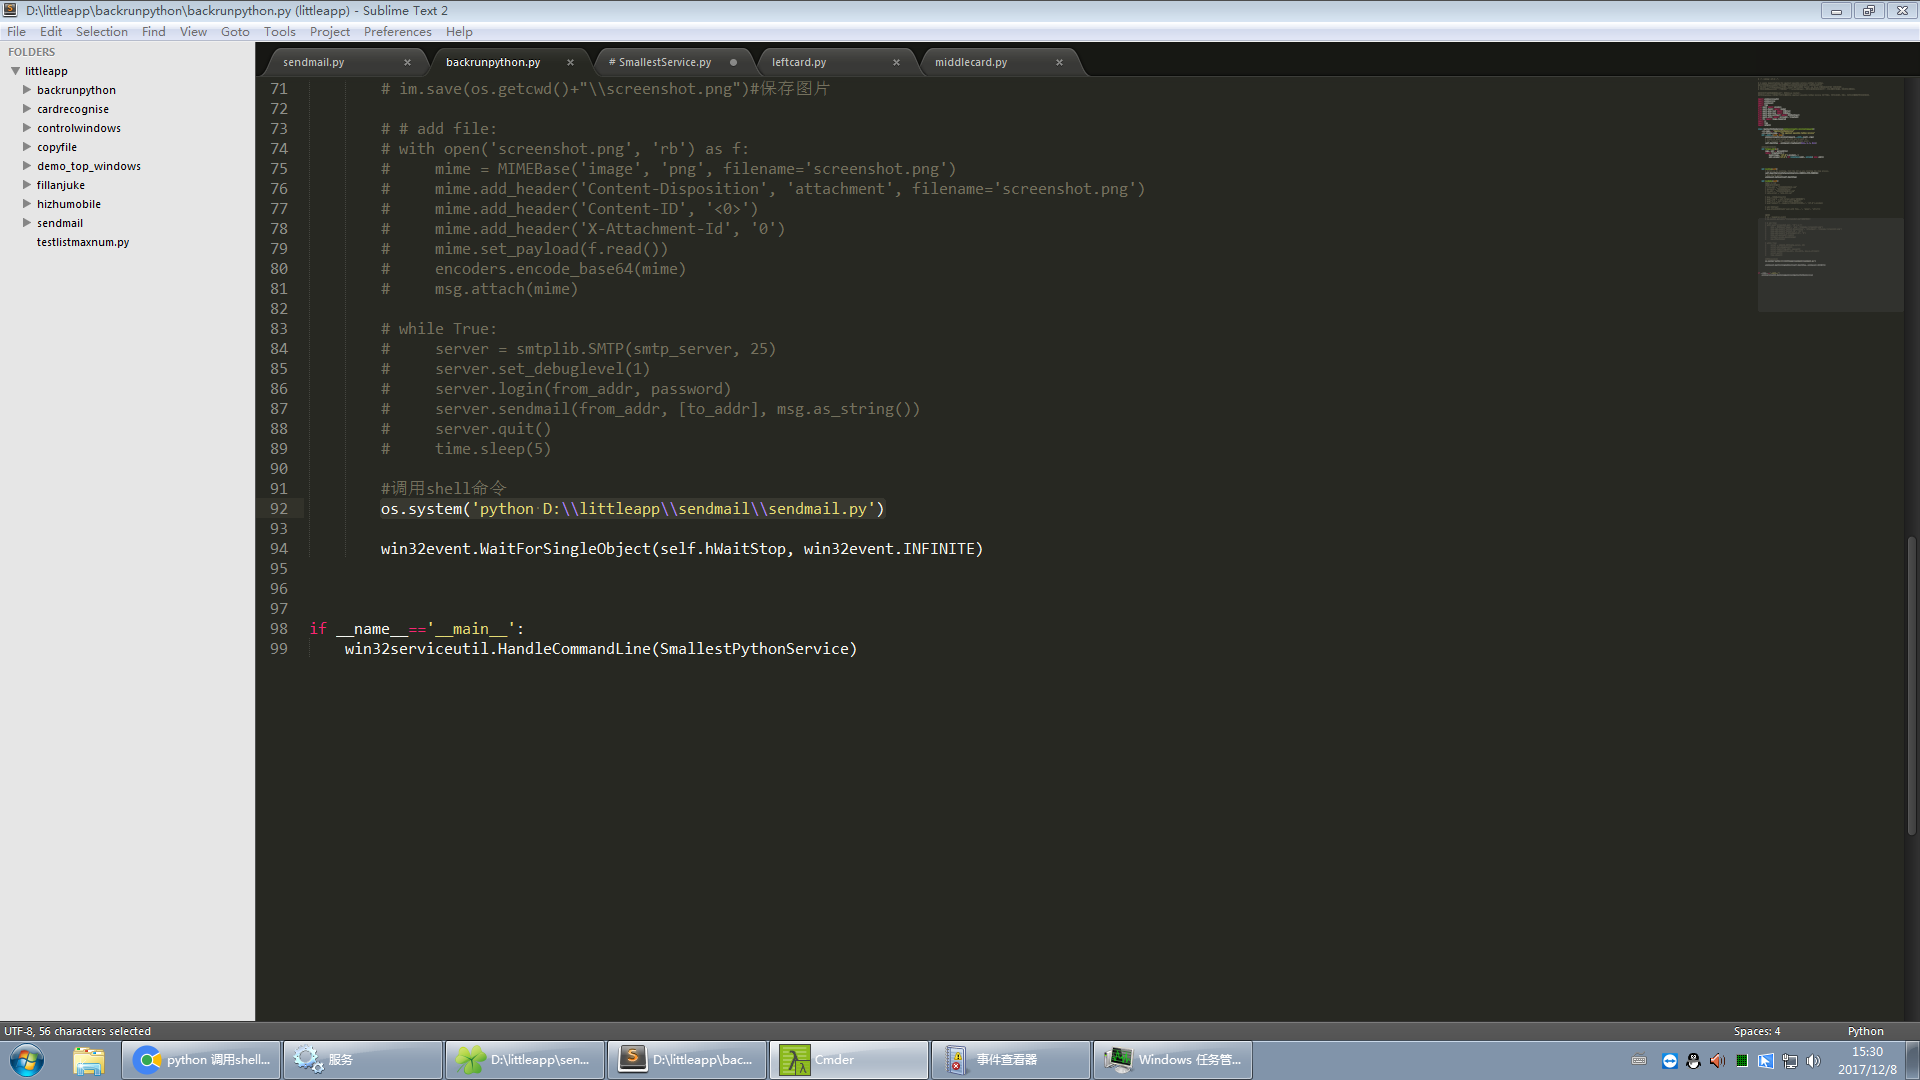 D:\littleapp\backrunpython\backrunpython.py (littleapp) - Sublime Text 2
File Edit Selection Find View Goto Tools Project Preferences Help
FOLDERS
littleapp
backrunpython
cardrecognise
controlwindows
copyfile
demo_top_windows
fillanjuke
hizhumobile
sendmail
testlistmaxnum.py
sendmail.py × backrunpython.py × # SmallestService.py leftcard.py × middlecard.py ×
71 # im.save(os.getcwd()+"\\screenshot.png")#保存图片
72
73 # # add file:
74 # with open('screenshot.png', 'rb') as f:
75 #     mime = MIMEBase('image', 'png', filename='screenshot.png')
76 #     mime.add_header('Content-Disposition', 'attachment', filename='screenshot.png')
77 #     mime.add_header('Content-ID', '<0>')
78 #     mime.add_header('X-Attachment-Id', '0')
79 #     mime.set_payload(f.read())
80 #     encoders.encode_base64(mime)
81 #     msg.attach(mime)
82
83 # while True:
84 #     server = smtplib.SMTP(smtp_server, 25)
85 #     server.set_debuglevel(1)
86 #     server.login(from_addr, password)
87 #     server.sendmail(from_addr, [to_addr], msg.as_string())
88 #     server.quit()
89 #     time.sleep(5)
90
91 #调用shell命令
92 os.system('python D:\\littleapp\\sendmail\\sendmail.py')
93
94 win32event.WaitForSingleObject(self.hWaitStop, win32event.INFINITE)
95
96
97
98 if __name__=='__main__':
99     win32serviceutil.HandleCommandLine(SmallestPythonService)
UTF-8, 56 characters selected Spaces: 4 Python
python 调用shell... 服务 D:\littleapp\sen... D:\littleapp\bac... Cmder 事件查看器 Windows 任务管... 15:30
2017/12/8